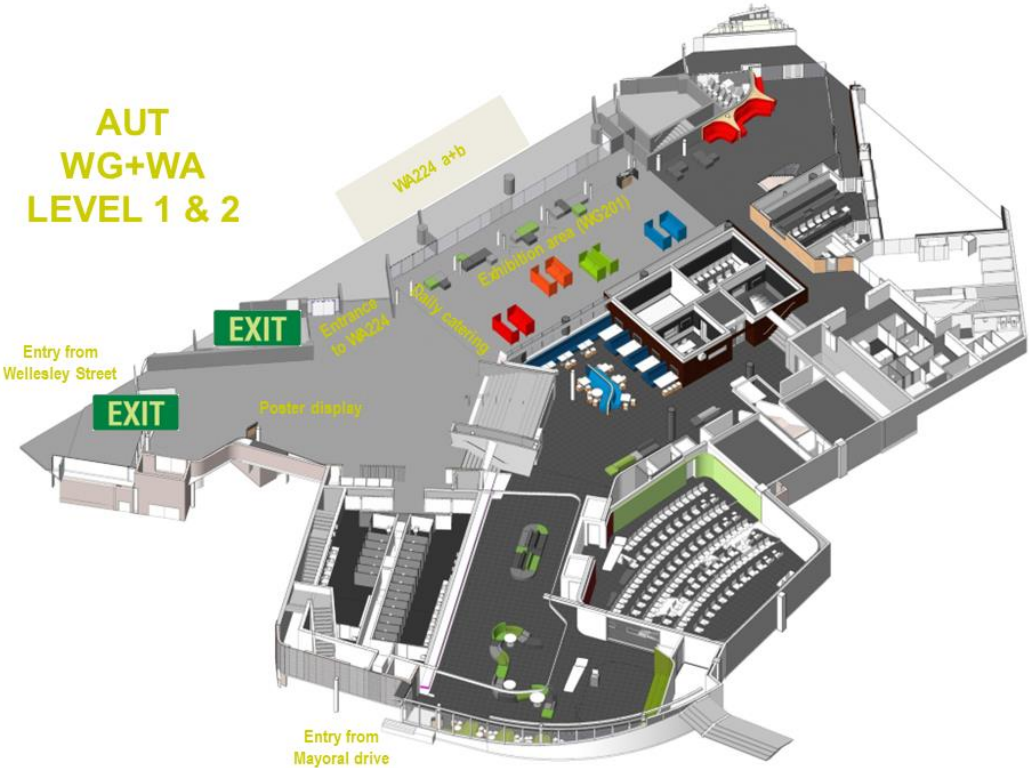 AUT
WG+WA
LEVEL 1 & 2
WA224 a+b
Exhibition area (WG201)
Daily catering
Entrance
to WA224
EXIT
Entry from
Wellesley Street
EXIT
Poster display
Entry from
Mayoral drive